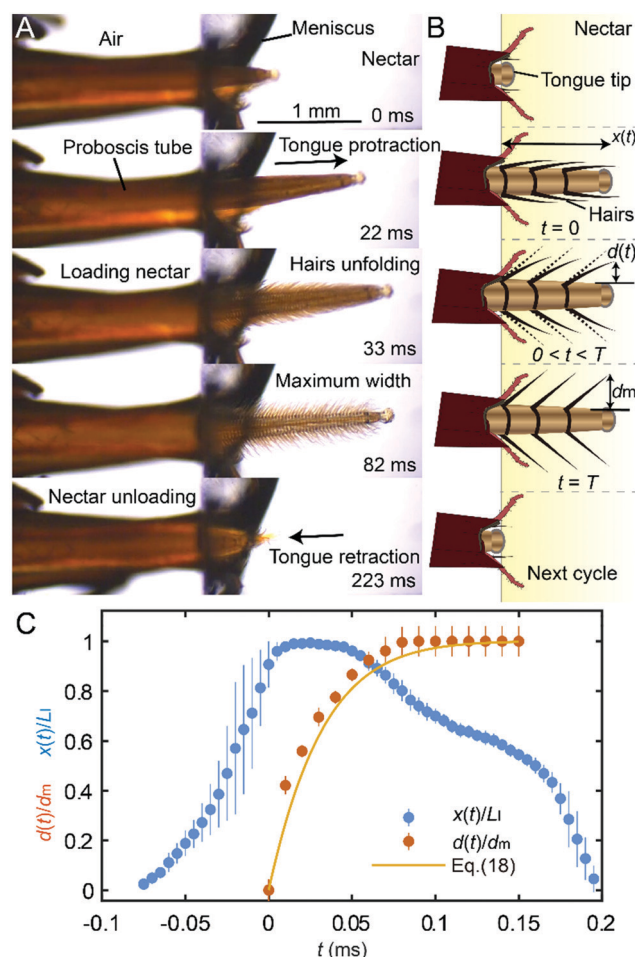 A
Air
Meniscus
Nectar
1 mm
0 ms
Proboscis tube
Tongue protraction
22 ms
Loading nectar
Hairs unfolding
33 ms
Maximum width
82 ms
Nectar unloading
Tongue retraction
223 ms
B
Nectar
Tongue tip
x(t)
Hairs
t = 0
d(t)
0 < t < T
dm
t = T
Next cycle
C
x(t)/Ll
d(t)/dm
1
0.8
0.6
0.4
0.2
0
x(t)/Ll
d(t)/dm
Eq.(18)
-0.1
-0.05
0
0.05
0.10
0.15
0.2
t (ms)